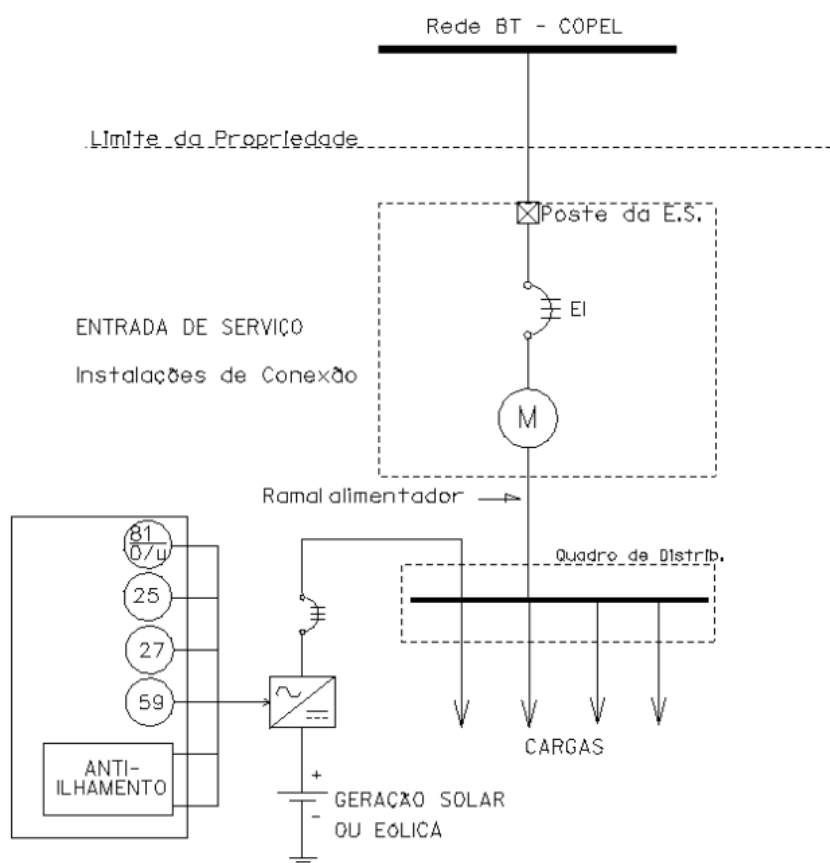 Rede BT - COPEL
Limite da Propriedade
Poste da E.S.
EI
ENTRADA DE SERVIÇO
Instalações de Conexão
M
Ramal alimentador
Quadro de Distrib.
81
O/u
25
27
59
ANTI-
ILHAMENTO
CARGAS
+
GERAÇÃO SOLAR
-
OU EÓLICA